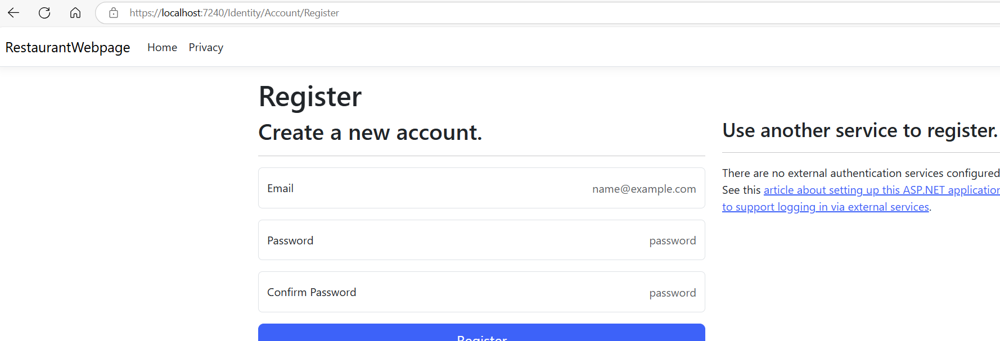 https://localhost:7240/Identity/Account/Register
RestaurantWebpage Home Privacy
Register
Create a new account.
Email name@example.com
Password password
Confirm Password password
Register
Use another service to register.
There are no external authentication services configured
See this article about setting up this ASP.NET application
to support logging in via external services.